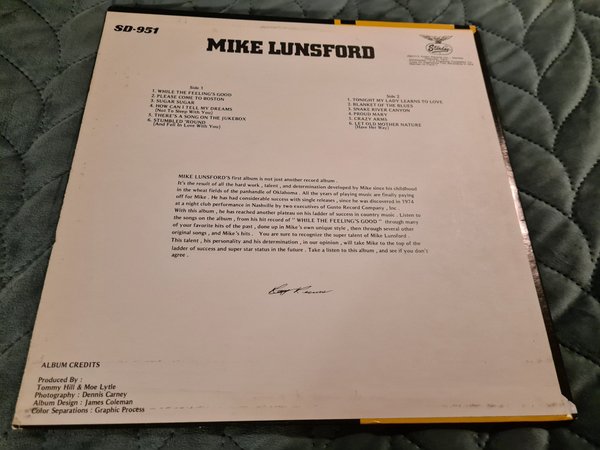 SD-951
MIKE LUNSFORD
Starday
Side 1
1. WHILE THE FEELING'S GOOD
2. PLEASE COME TO BOSTON
3. SUGAR SUGAR
4. HOW CAN I TELL MY DREAMS
(Not To Sleep With You)
5. THERE'S A SONG ON THE JUKEBOX
6. STUMBLED 'ROUND
(And Fell In Love With You)
Side 2
1. TONIGHT MY LADY LEARNS TO LOVE
2. BLANKET OF THE BLUES
3. SNAKE RIVER CANYON
4. PROUD MARY
5. CRAZY ARMS
6. LET OLD MOTHER NATURE
(Have Her Way)
MIKE LUNSFORD'S first album is not just another record album.
It's the result of all the hard work, talent, and determination developed by Mike since his childhood
in the wheat fields of the panhandle of Oklahoma. All the years of playing music are finally paying
off for Mike. He has had considerable success with single releases, since he was discovered in 1974
at a night club performance in Nashville by two executives of Gusto Record Company, Inc.
With this album, he has reached another plateau on his ladder of success in country music. Listen to
the songs on the album, from his hit record of "WHILE THE FEELING'S GOOD" through many
of your favorite hits of the past, done up in Mike's own unique style, then through several other
original songs, and Mike's hits. You are sure to recognize the super talent of Mike Lunsford.
This talent, his personality and his determination, in our opinion, will take Mike to the top of the
ladder of success and super star status in the future. Take a listen to this album, and see if you don't
agree.
ALBUM CREDITS
Produced By :
Tommy Hill & Moe Lytle
Photography : Dennis Carney
Album Design : James Coleman
Color Separations : Graphic Process